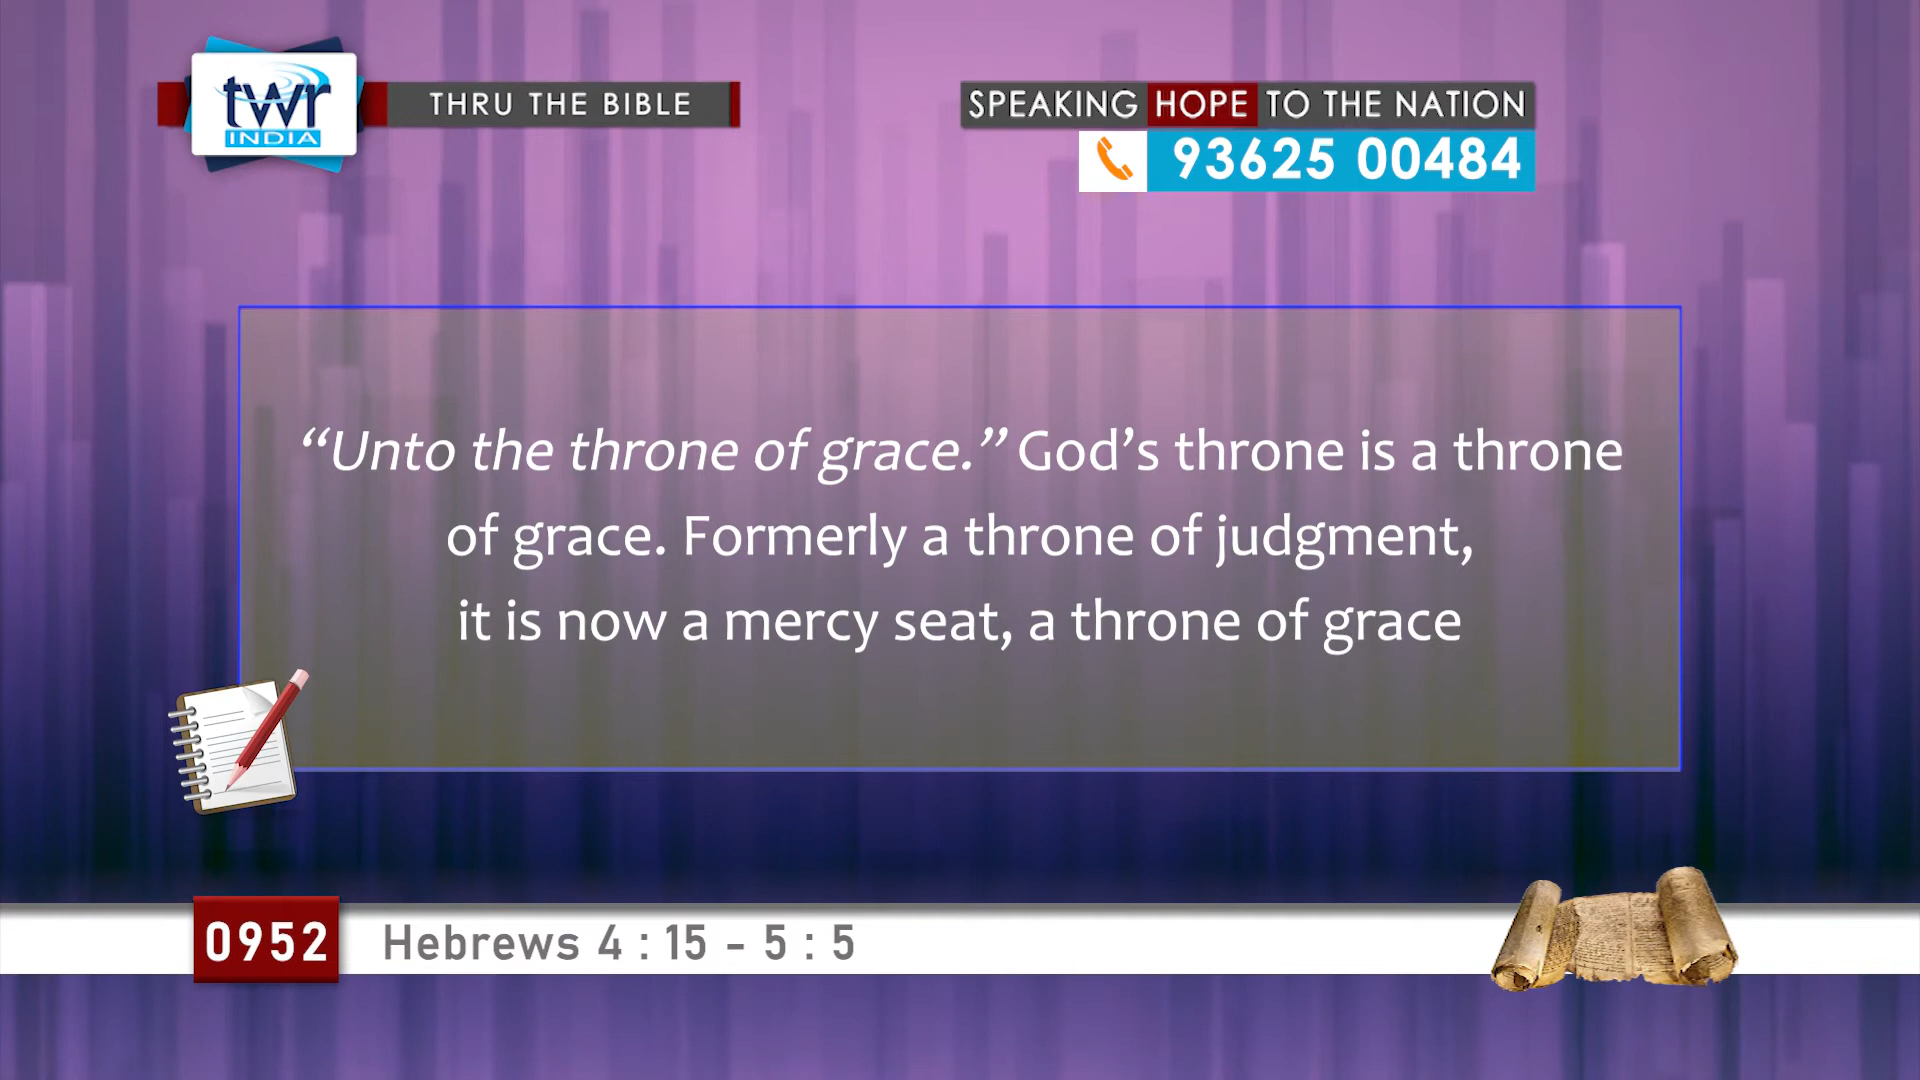 twr
INDIA
THRU THE BIBLE
SPEAKING HOPE TO THE NATION
93625 00484
“Unto the throne of grace.” God’s throne is a throne
of grace. Formerly a throne of judgment,
it is now a mercy seat, a throne of grace
0952
Hebrews 4 : 15 - 5 : 5